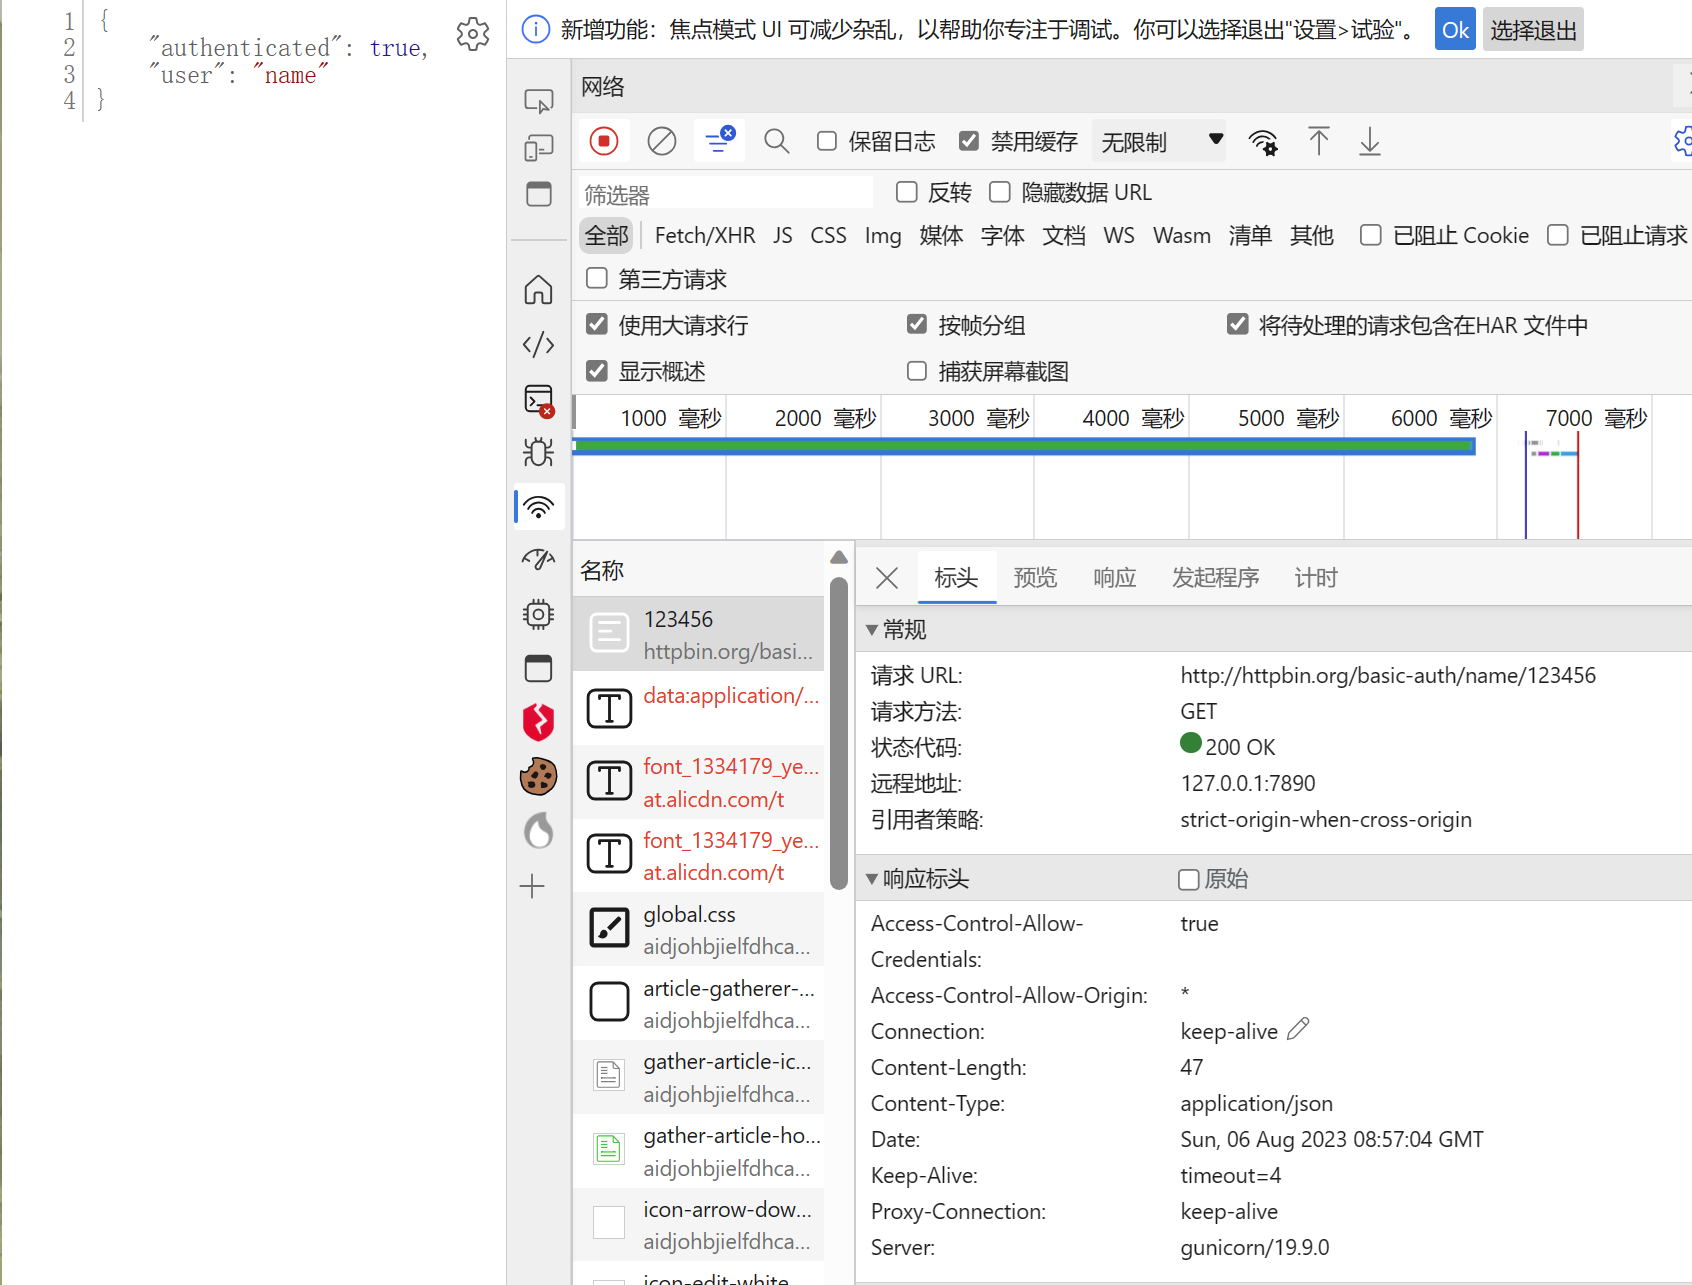 1 {
2 "authenticated": true,
3 "user": "name"
4 }
新增功能：焦点模式 UI 可减少杂乱，以帮助你专注于调试。你可以选择退出"设置>试验"。 Ok 选择退出
网络
保留日志 禁用缓存 无限制
筛选器 反转 隐藏数据 URL
全部 Fetch/XHR JS CSS Img 媒体 字体 文档 WS Wasm 清单 其他 已阻止 Cookie 已阻止请求
第三方请求
使用大请求行 按帧分组 将待处理的请求包含在HAR 文件中
显示概述 捕获屏幕截图
1000 毫秒 2000 毫秒 3000 毫秒 4000 毫秒 5000 毫秒 6000 毫秒 7000 毫秒
名称
123456
httpbin.org/basi...
data:application/...
font_1334179_ye...
at.alicdn.com/t
font_1334179_ye...
at.alicdn.com/t
global.css
aidjohbjielfdhca...
article-gatherer-...
aidjohbjielfdhca...
gather-article-ic...
aidjohbjielfdhca...
gather-article-ho...
aidjohbjielfdhca...
icon-arrow-dow...
aidjohbjielfdhca...
icon-edit-white
标头 预览 响应 发起程序 计时
常规
请求 URL: http://httpbin.org/basic-auth/name/123456
请求方法: GET
状态代码: 200 OK
远程地址: 127.0.0.1:7890
引用者策略: strict-origin-when-cross-origin
响应标头 原始
Access-Control-Allow- true
Credentials:
Access-Control-Allow-Origin: *
Connection: keep-alive
Content-Length: 47
Content-Type: application/json
Date: Sun, 06 Aug 2023 08:57:04 GMT
Keep-Alive: timeout=4
Proxy-Connection: keep-alive
Server: gunicorn/19.9.0